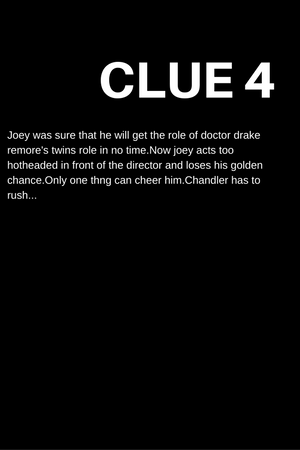 CLUE 4
Joey was sure that he will get the role of doctor drake
remore's twins role in no time.Now joey acts too
hotheaded in front of the director and loses his golden
chance.Only one thng can cheer him.Chandler has to
rush...